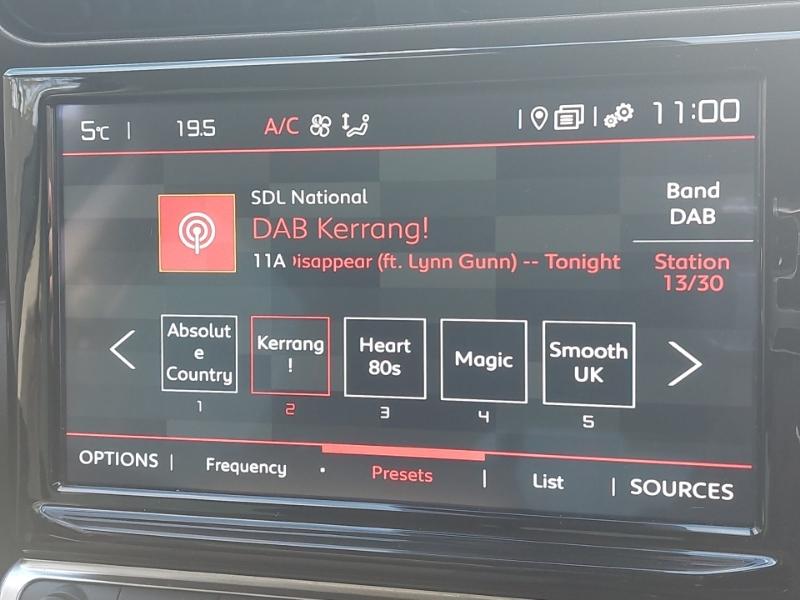 5°C | 19.5 A/C | | 11:00
SDL National
DAB Kerrang!
11A isappear (ft. Lynn Gunn) -- Tonight
Band
DAB
Station
13/30
Absolut
e
Country
Kerrang
!
Heart
80s
Magic
Smooth
UK
1 2 3 4 5
OPTIONS | Frequency · Presets | List | SOURCES